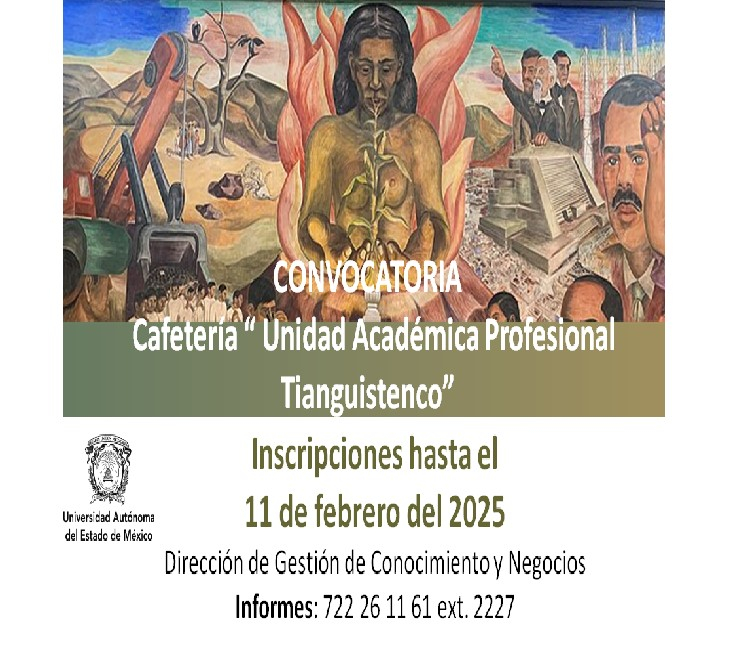 CONVOCATORIA
Cafetería “ Unidad Académica Profesional
Tianguistenco”
Inscripciones hasta el
11 de febrero del 2025
Universidad Autónoma
del Estado de México
Dirección de Gestión de Conocimiento y Negocios
Informes: 722 26 11 61 ext. 2227